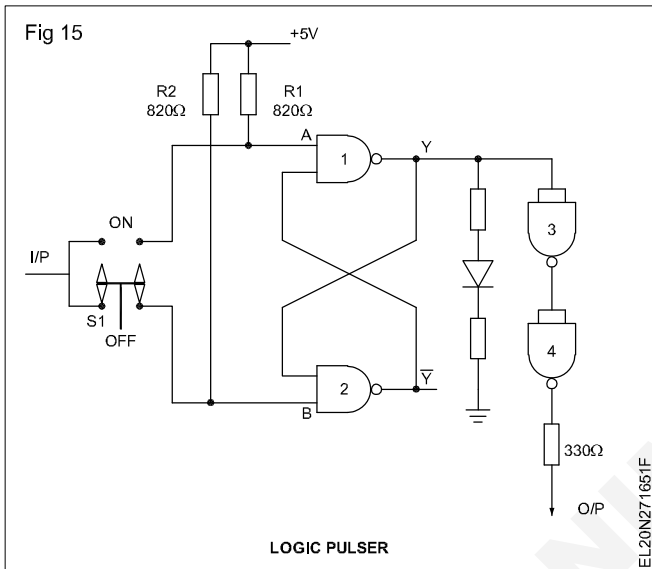 Fig 15
+5V
R2
820Ω
R1
820Ω
A
1
Y
ON
I/P
S1
OFF
3
4
2
B
Y̅
330Ω
O/P
LOGIC PULSER
EL20N271651F